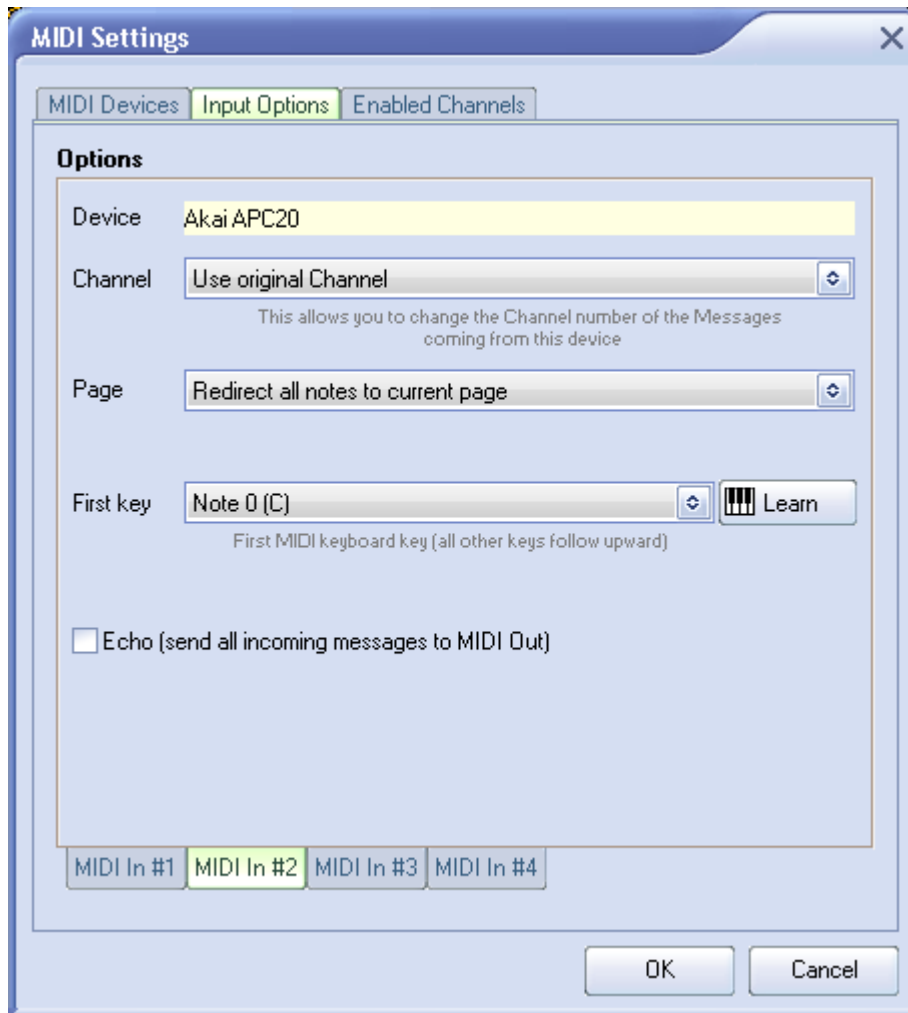 MIDI Settings
MIDI Devices Input Options Enabled Channels
Options
Device Akai APC20
Channel Use original Channel
This allows you to change the Channel number of the Messages
coming from this device
Page Redirect all notes to current page
First key Note 0 (C) Learn
First MIDI keyboard key (all other keys follow upward)
Echo (send all incoming messages to MIDI Out)
MIDI In #1 MIDI In #2 MIDI In #3 MIDI In #4
OK Cancel